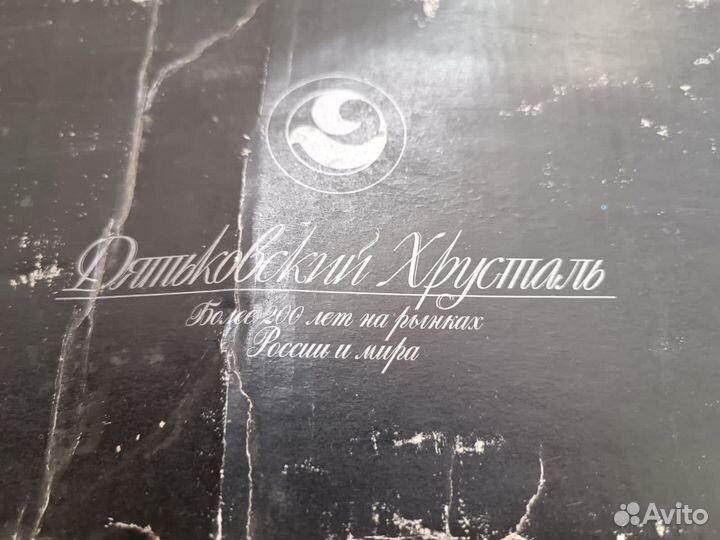 Дятьковский Хрусталь
Более 200 лет на рынках
России и мира
Avito